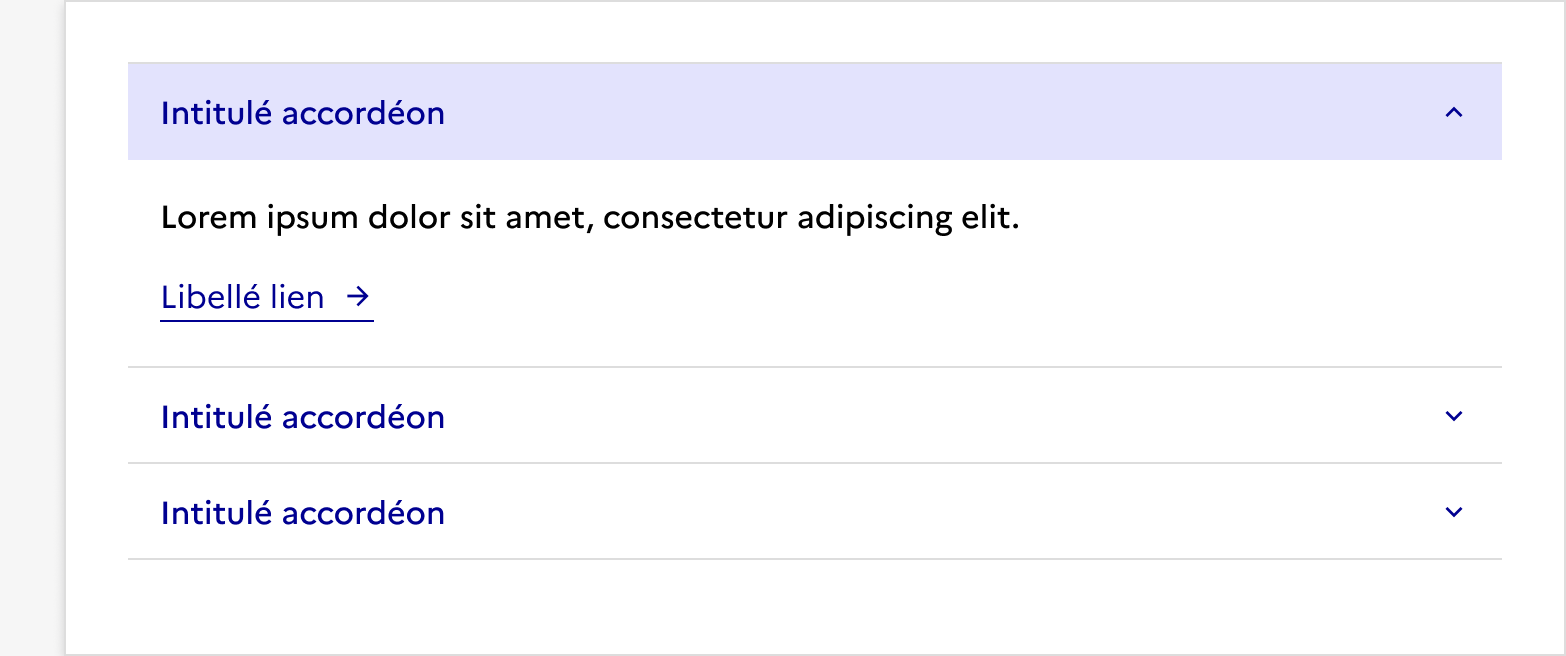 Intitulé accordéon
Lorem ipsum dolor sit amet, consectetur adipiscing elit.
Libellé lien →
Intitulé accordéon
Intitulé accordéon